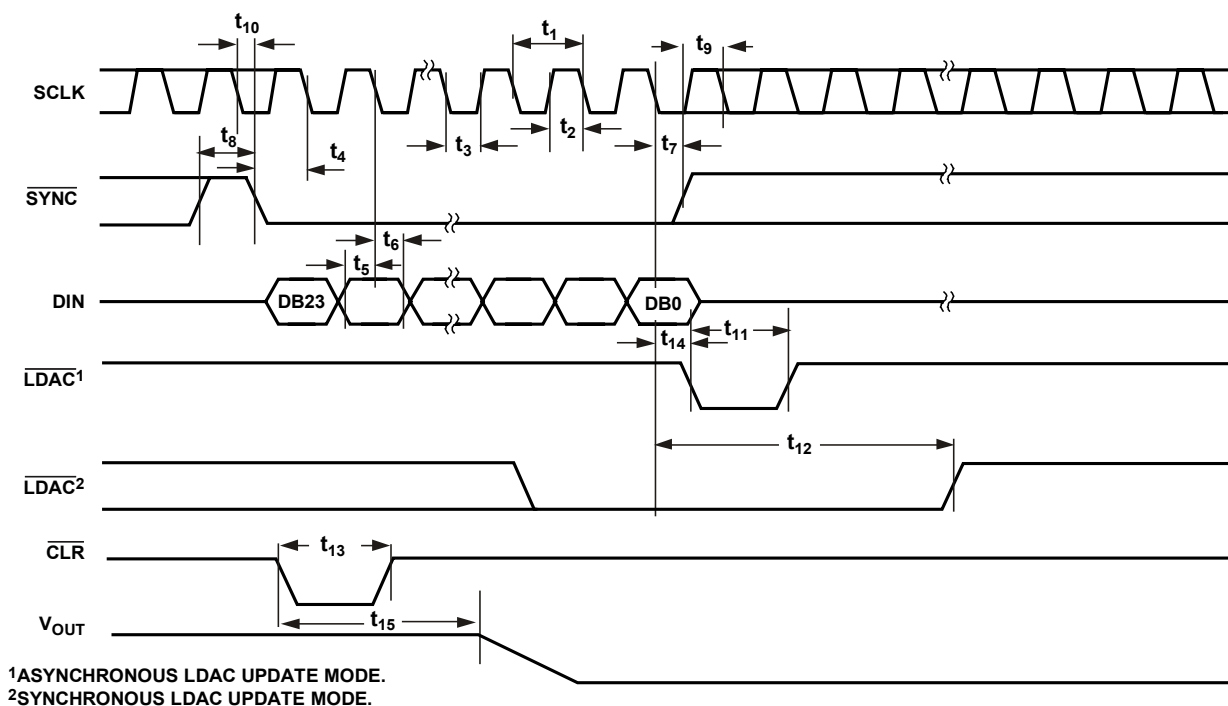 t10 t1 t9
SCLK
t8 t4 t3 t2 t7
SYNC
t6
t5
DIN DB23 DB0
t14 t11
LDAC1
t12
LDAC2
CLR t13
t15
VOUT
1ASYNCHRONOUS LDAC UPDATE MODE.
2SYNCHRONOUS LDAC UPDATE MODE.